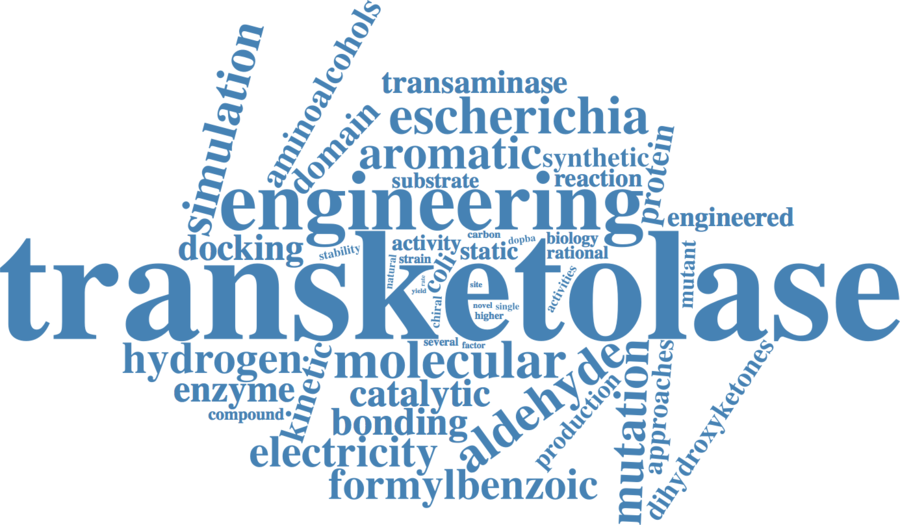 simulation
aminoalcohols
domain
transaminase
escherichia
aromatic
synthetic
protein
substrate
reaction
engineering
engineered
docking
stability
activity
carbon
dopba
biology
static
rational
natural
strain
coli
activities
mutant
transketolase
yield
rate
site
chiral
novel
single
higher
several
factor
hydrogen
kinetic
molecular
aldehyde
mutation
approaches
dihydroxyketones
enzyme
catalytic
production
compound
bonding
electricity
formylbenzoic